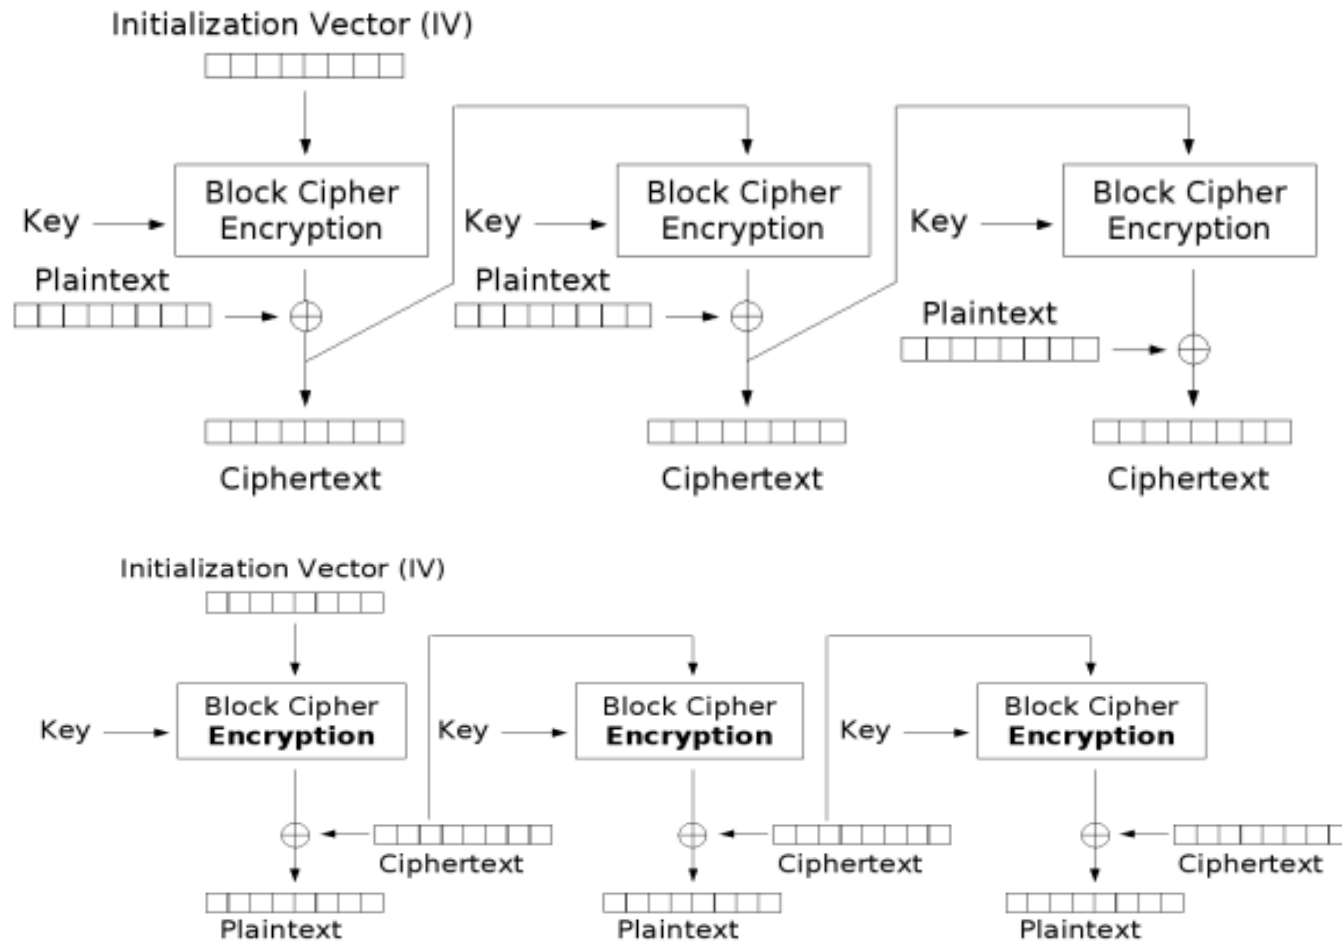 Initialization Vector (IV)
Key
Block Cipher
Encryption
Key
Block Cipher
Encryption
Key
Block Cipher
Encryption
Plaintext
Plaintext
Plaintext
Ciphertext
Ciphertext
Ciphertext
Initialization Vector (IV)
Key
Block Cipher
Encryption
Key
Block Cipher
Encryption
Key
Block Cipher
Encryption
Ciphertext
Ciphertext
Ciphertext
Plaintext
Plaintext
Plaintext